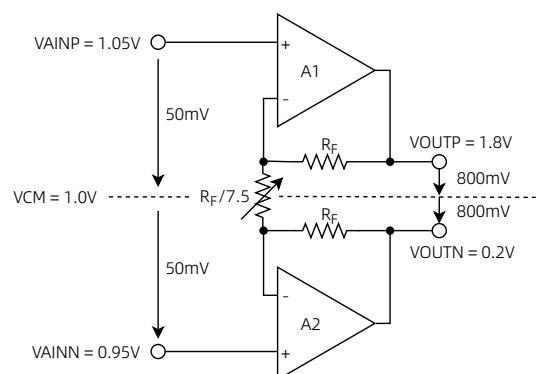 VAINP = 1.05V
+
A1
-
50mV
RF
VOUTP = 1.8V
800mV
VCM = 1.0V
RF/7.5
800mV
RF
VOUTN = 0.2V
50mV
-
A2
VAINN = 0.95V
+